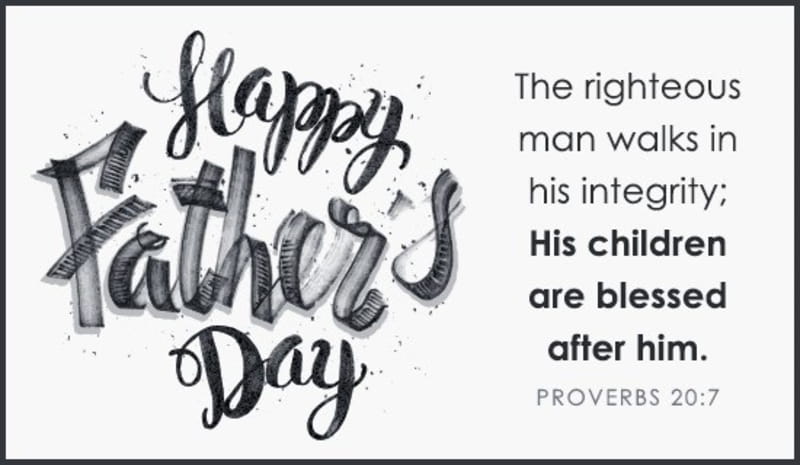 Happy
Father's
Day
The righteous
man walks in
his integrity;
His children
are blessed
after him.
PROVERBS 20:7